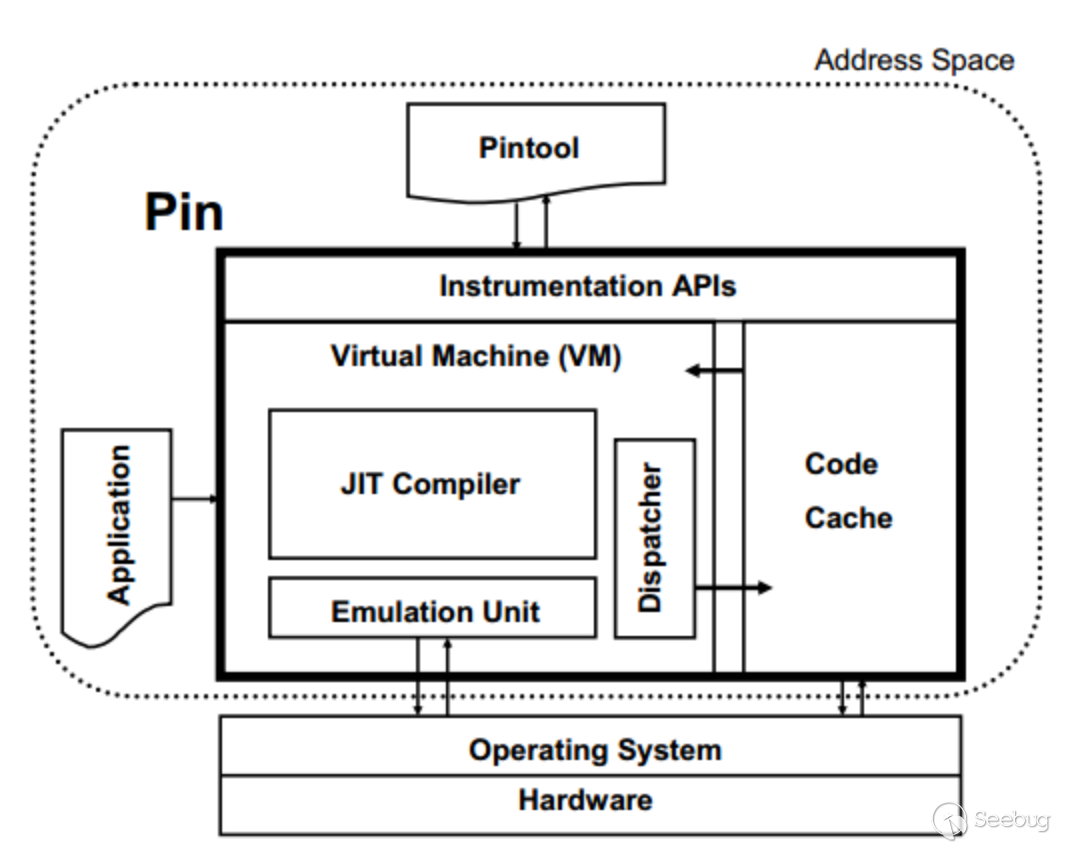 Address Space
Pintool
Pin
Instrumentation APIs
Virtual Machine (VM)
Application
JIT Compiler
Dispatcher
Code
Cache
Emulation Unit
Operating System
Hardware
Seebug